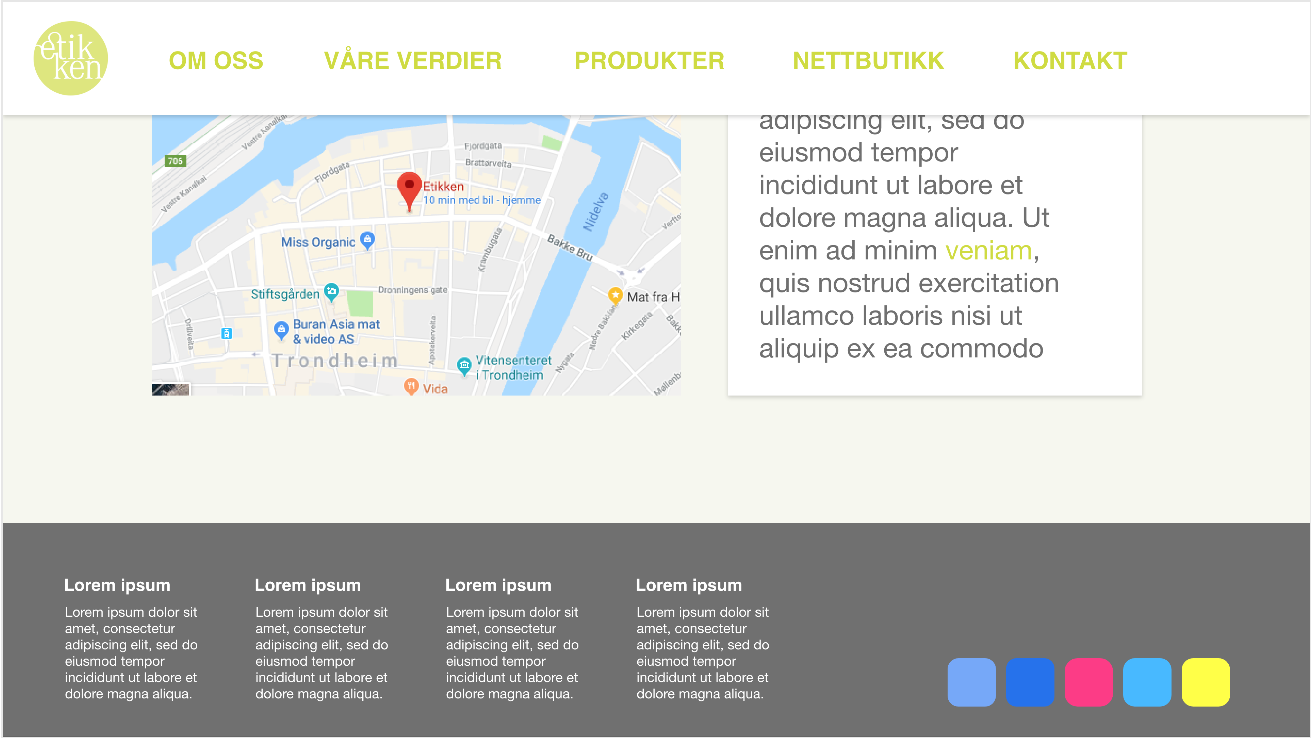 etik
ken
OM OSS
VÅRE VERDIER
PRODUKTER
NETTBUTIKK
KONTAKT
Vestre Kanalkai
706
Vestre Kanalkai
Fjordgata
Fjordgata
Brattørveita
Etikken
10 min med bil - hjemme
Nidelva
Miss Organic
Krambugata
Bakke Bru
Stiftsgården
Dronningens gate
Mat fra H
Buran Asia mat
& video AS
Trondheim
Apotekerveita
Kirkegata
Vitensenteret
i Trondheim
Vida
adipiscing elit, sed do
eiusmod tempor
incididunt ut labore et
dolore magna aliqua. Ut
enim ad minim veniam,
quis nostrud exercitation
ullamco laboris nisi ut
aliquip ex ea commodo
Lorem ipsum
Lorem ipsum dolor sit
amet, consectetur
adipiscing elit, sed do
eiusmod tempor
incididunt ut labore et
dolore magna aliqua.
Lorem ipsum
Lorem ipsum dolor sit
amet, consectetur
adipiscing elit, sed do
eiusmod tempor
incididunt ut labore et
dolore magna aliqua.
Lorem ipsum
Lorem ipsum dolor sit
amet, consectetur
adipiscing elit, sed do
eiusmod tempor
incididunt ut labore et
dolore magna aliqua.
Lorem ipsum
Lorem ipsum dolor sit
amet, consectetur
adipiscing elit, sed do
eiusmod tempor
incididunt ut labore et
dolore magna aliqua.